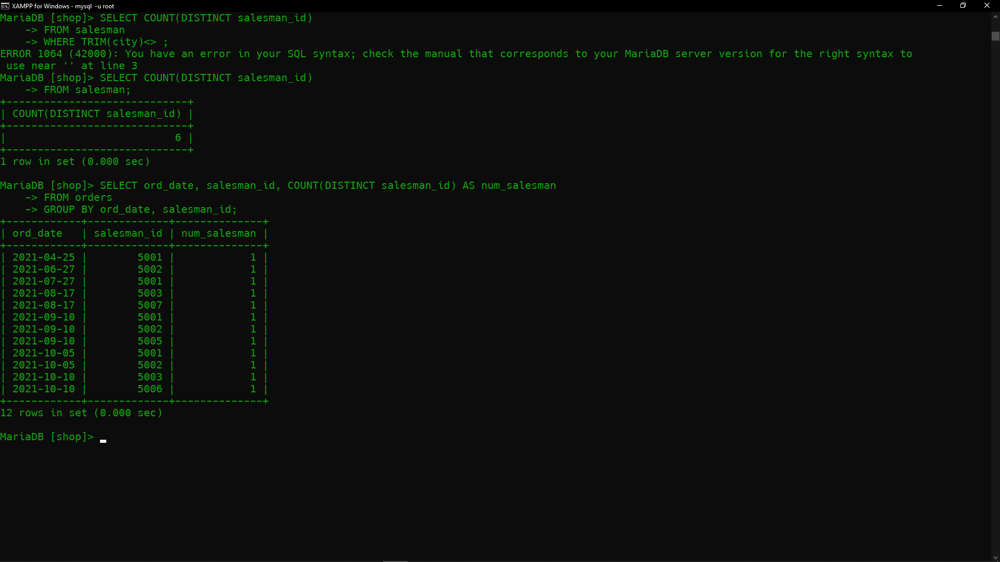 XAMPP for Windows - mysql  -u root
MariaDB [shop]> SELECT COUNT(DISTINCT salesman_id)
    -> FROM salesman
    -> WHERE TRIM(city)<> ;
ERROR 1064 (42000): You have an error in your SQL syntax; check the manual that corresponds to your MariaDB server version for the right syntax to
 use near '' at line 3
MariaDB [shop]> SELECT COUNT(DISTINCT salesman_id)
    -> FROM salesman;
+-----------------------------+
| COUNT(DISTINCT salesman_id) |
+-----------------------------+
|                           6 |
+-----------------------------+
1 row in set (0.000 sec)

MariaDB [shop]> SELECT ord_date, salesman_id, COUNT(DISTINCT salesman_id) AS num_salesman
    -> FROM orders
    -> GROUP BY ord_date, salesman_id;
+------------+-------------+--------------+
| ord_date   | salesman_id | num_salesman |
+------------+-------------+--------------+
| 2021-04-25 |        5001 |            1 |
| 2021-06-27 |        5002 |            1 |
| 2021-07-27 |        5001 |            1 |
| 2021-08-17 |        5003 |            1 |
| 2021-08-17 |        5007 |            1 |
| 2021-09-10 |        5001 |            1 |
| 2021-09-10 |        5002 |            1 |
| 2021-09-10 |        5005 |            1 |
| 2021-10-05 |        5001 |            1 |
| 2021-10-05 |        5002 |            1 |
| 2021-10-10 |        5003 |            1 |
| 2021-10-10 |        5006 |            1 |
+------------+-------------+--------------+
12 rows in set (0.000 sec)

MariaDB [shop]>